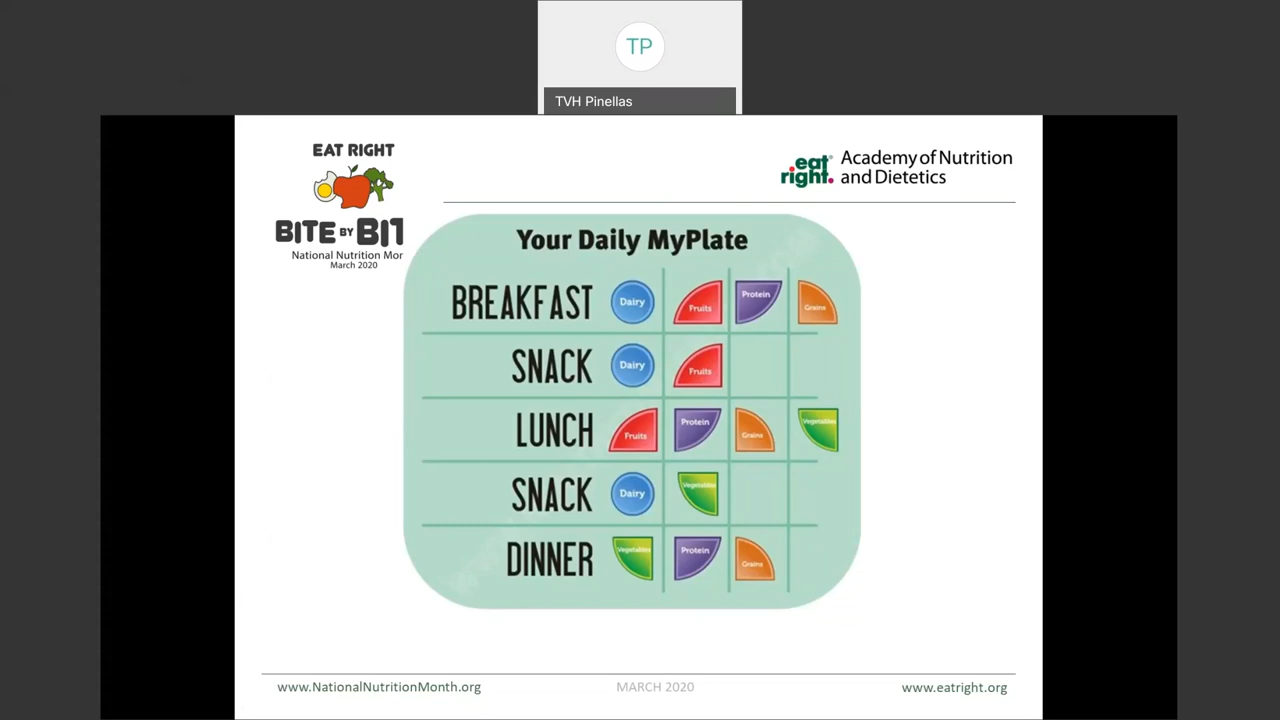 TP
TVH Pinellas
EAT RIGHT
BITE BY BIT
National Nutrition Mor
March 2020
eat right.
Academy of Nutrition
and Dietetics
Your Daily MyPlate
BREAKFAST Dairy Fruits Protein Grains
SNACK Dairy Fruits
LUNCH Fruits Protein Grains Vegetables
SNACK Dairy Vegetables
DINNER Vegetables Protein Grains
www.NationalNutritionMonth.org
MARCH 2020
www.eatright.org